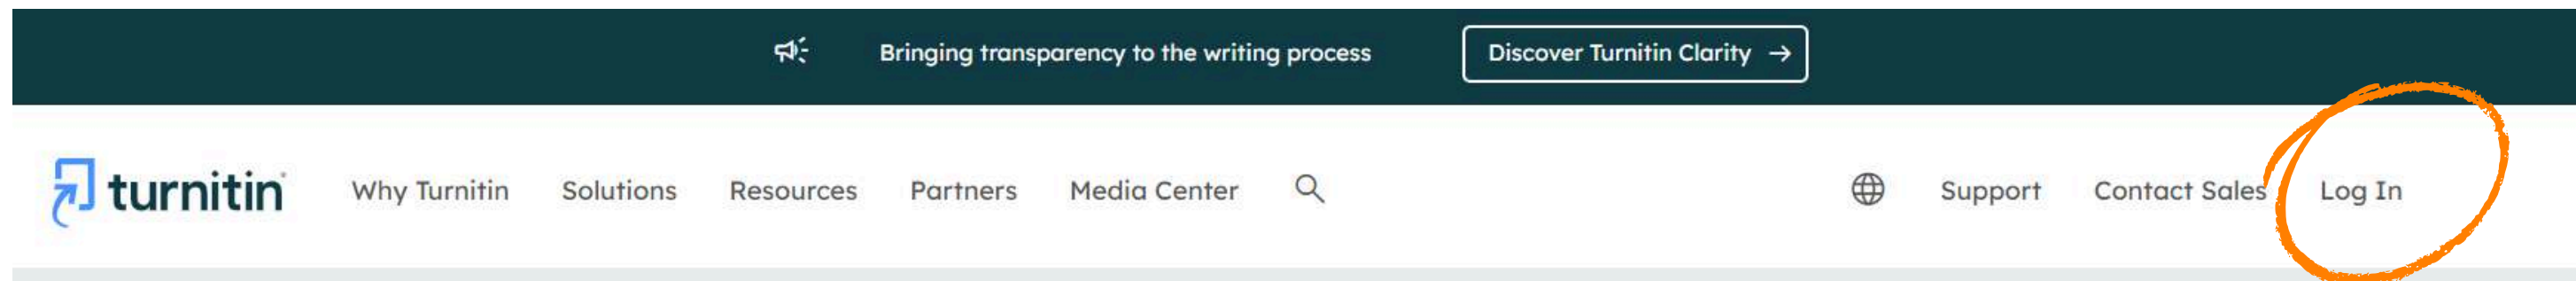 Bringing transparency to the writing process Discover Turnitin Clarity →
turnitin Why Turnitin Solutions Resources Partners Media Center Support Contact Sales Log In